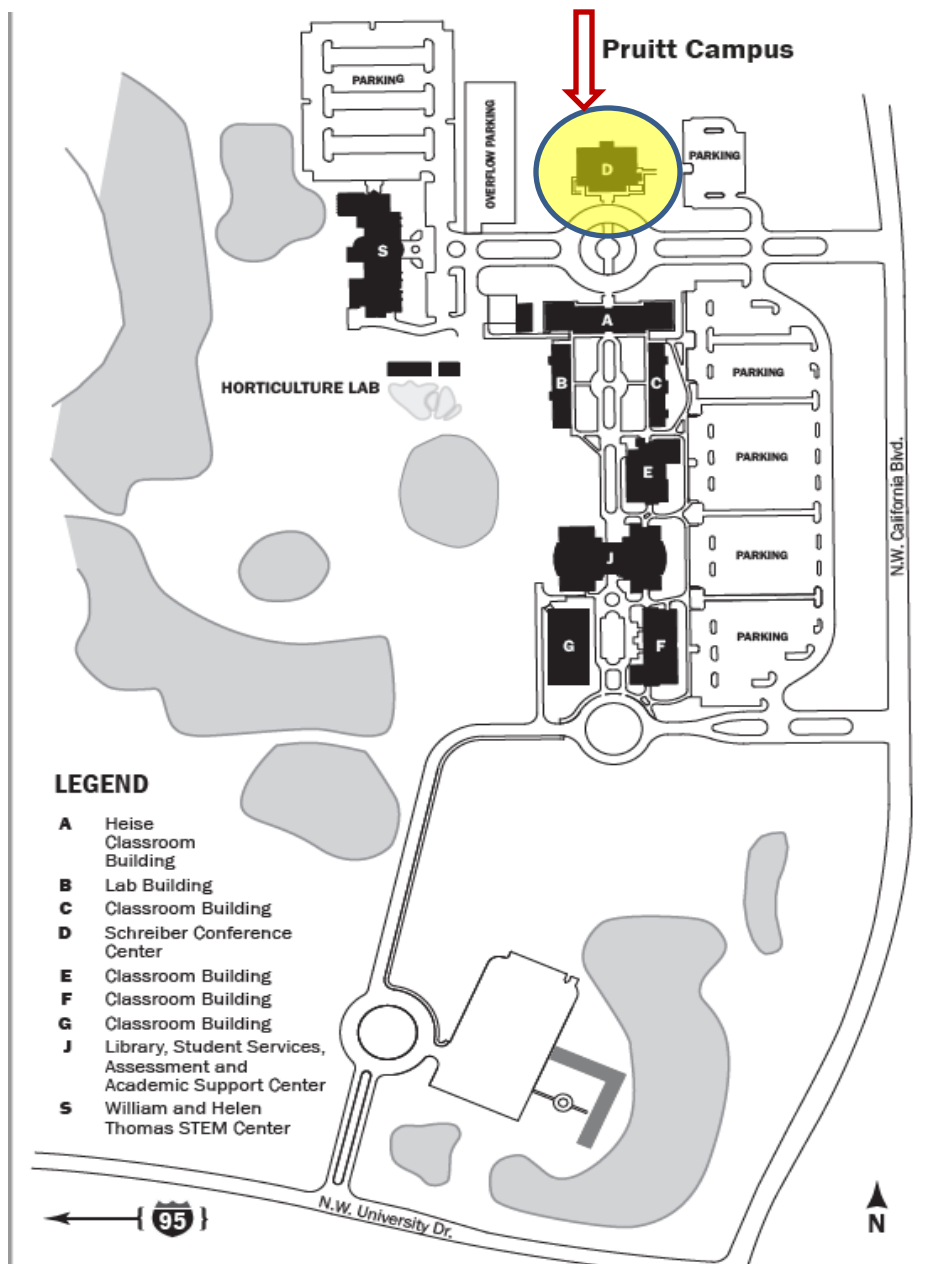 Pruitt Campus
PARKING
OVERFLOW PARKING
PARKING
D
S
A
HORTICULTURE LAB
B
C
PARKING
E
PARKING
N.W. California Blvd.
J
PARKING
G
F
PARKING
LEGEND
A Heise
Classroom
Building
B Lab Building
C Classroom Building
D Schreiber Conference
Center
E Classroom Building
F Classroom Building
G Classroom Building
J Library, Student Services,
Assessment and
Academic Support Center
S William and Helen
Thomas STEM Center
95
N.W. University Dr.
N